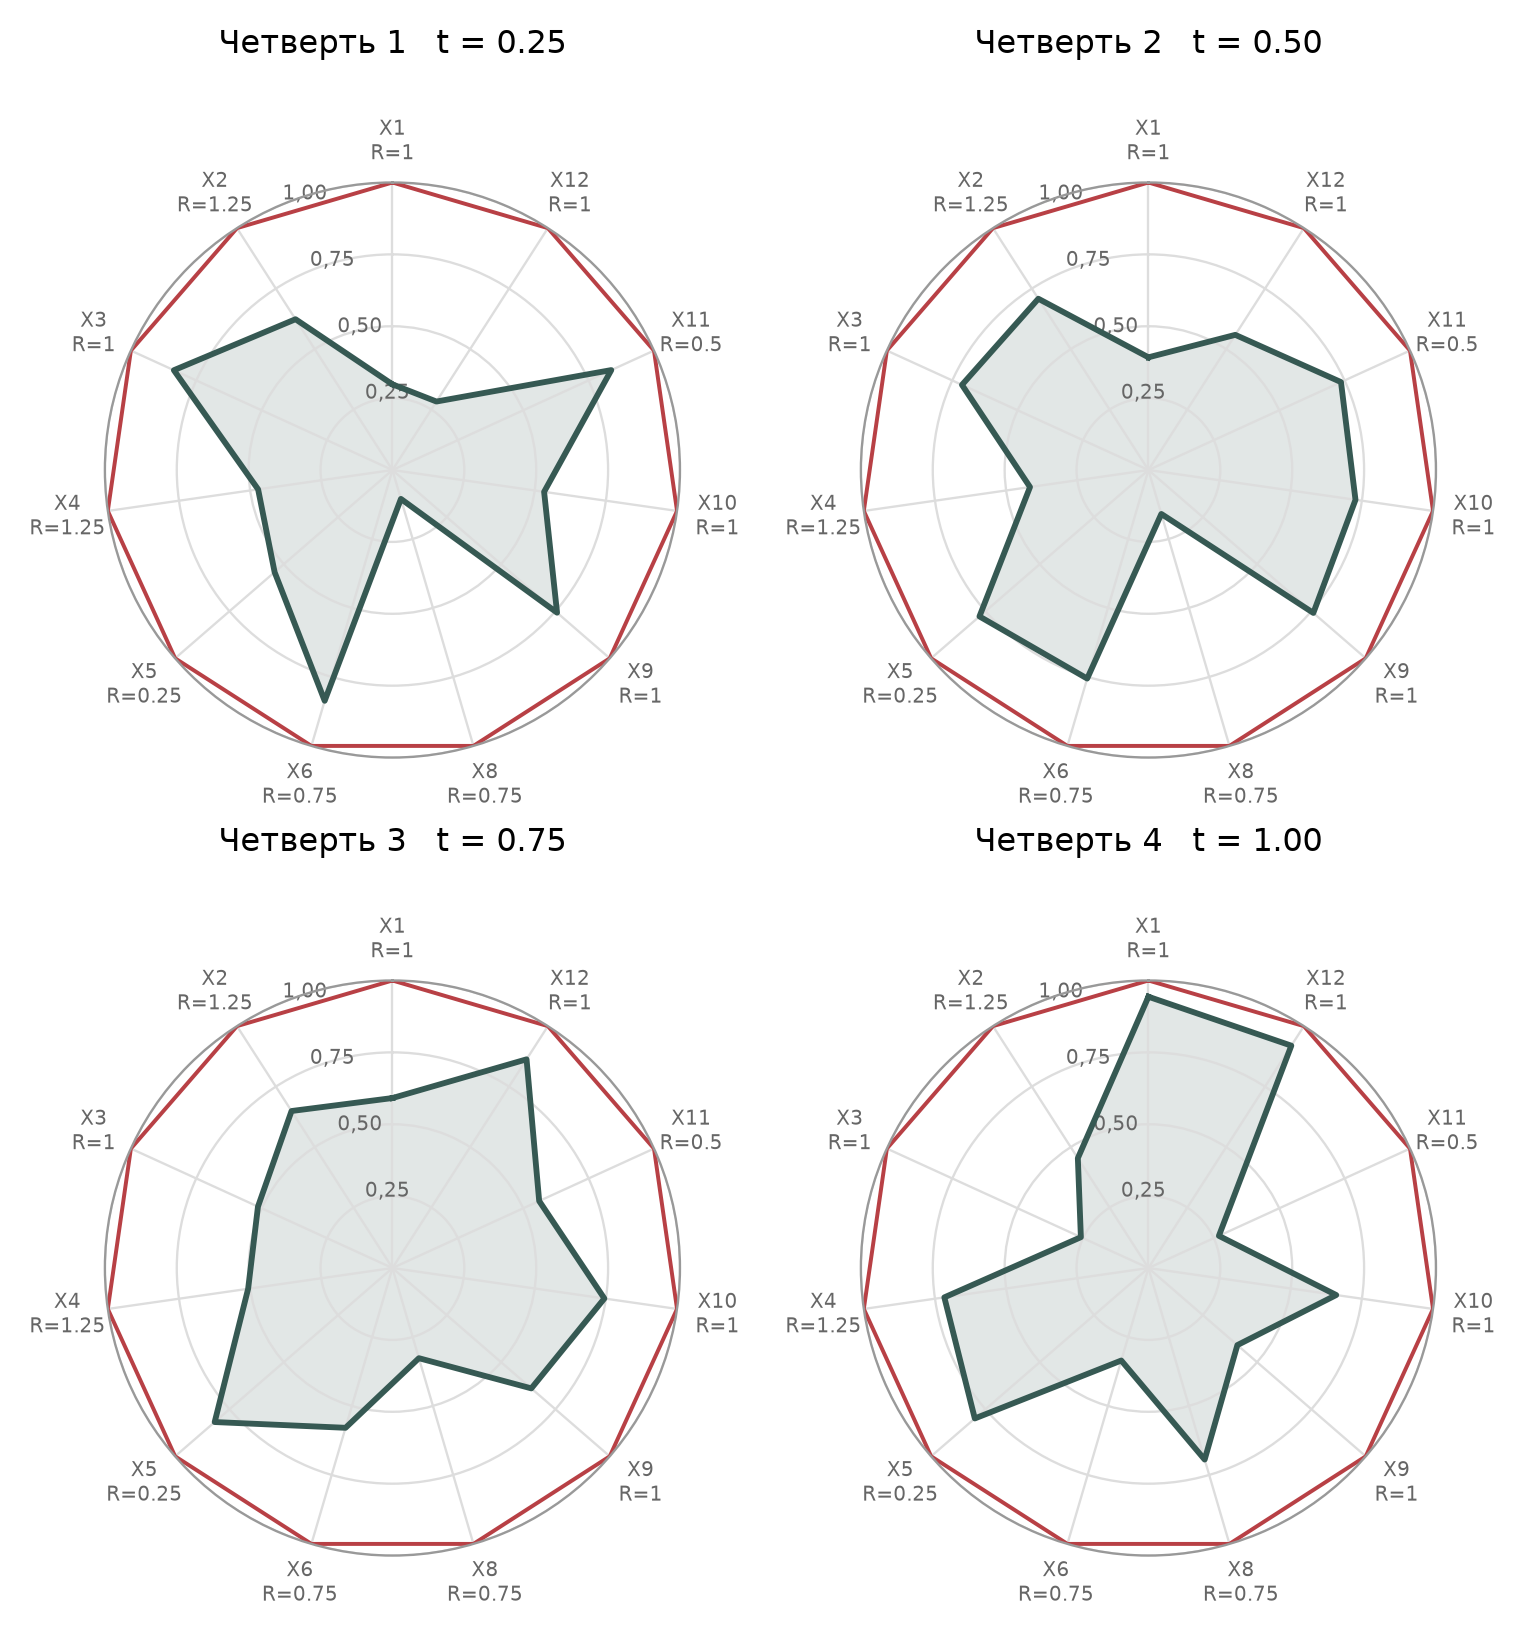 Четверть 1   t = 0.25
X1
R=1
X2
R=1.25
X12
R=1
1,00
0,75
X3
R=1
0,50
X11
R=0.5
0,25
X4
R=1.25
X10
R=1
X5
R=0.25
X9
R=1
X6
R=0.75
X8
R=0.75
Четверть 2   t = 0.50
X1
R=1
X2
R=1.25
X12
R=1
1,00
0,75
X3
R=1
0,50
X11
R=0.5
0,25
X4
R=1.25
X10
R=1
X5
R=0.25
X9
R=1
X6
R=0.75
X8
R=0.75
Четверть 3   t = 0.75
X1
R=1
X2
R=1.25
X12
R=1
1,00
0,75
X3
R=1
0,50
X11
R=0.5
0,25
X4
R=1.25
X10
R=1
X5
R=0.25
X9
R=1
X6
R=0.75
X8
R=0.75
Четверть 4   t = 1.00
X1
R=1
X2
R=1.25
X12
R=1
1,00
0,75
X3
R=1
0,50
X11
R=0.5
0,25
X4
R=1.25
X10
R=1
X5
R=0.25
X9
R=1
X6
R=0.75
X8
R=0.75